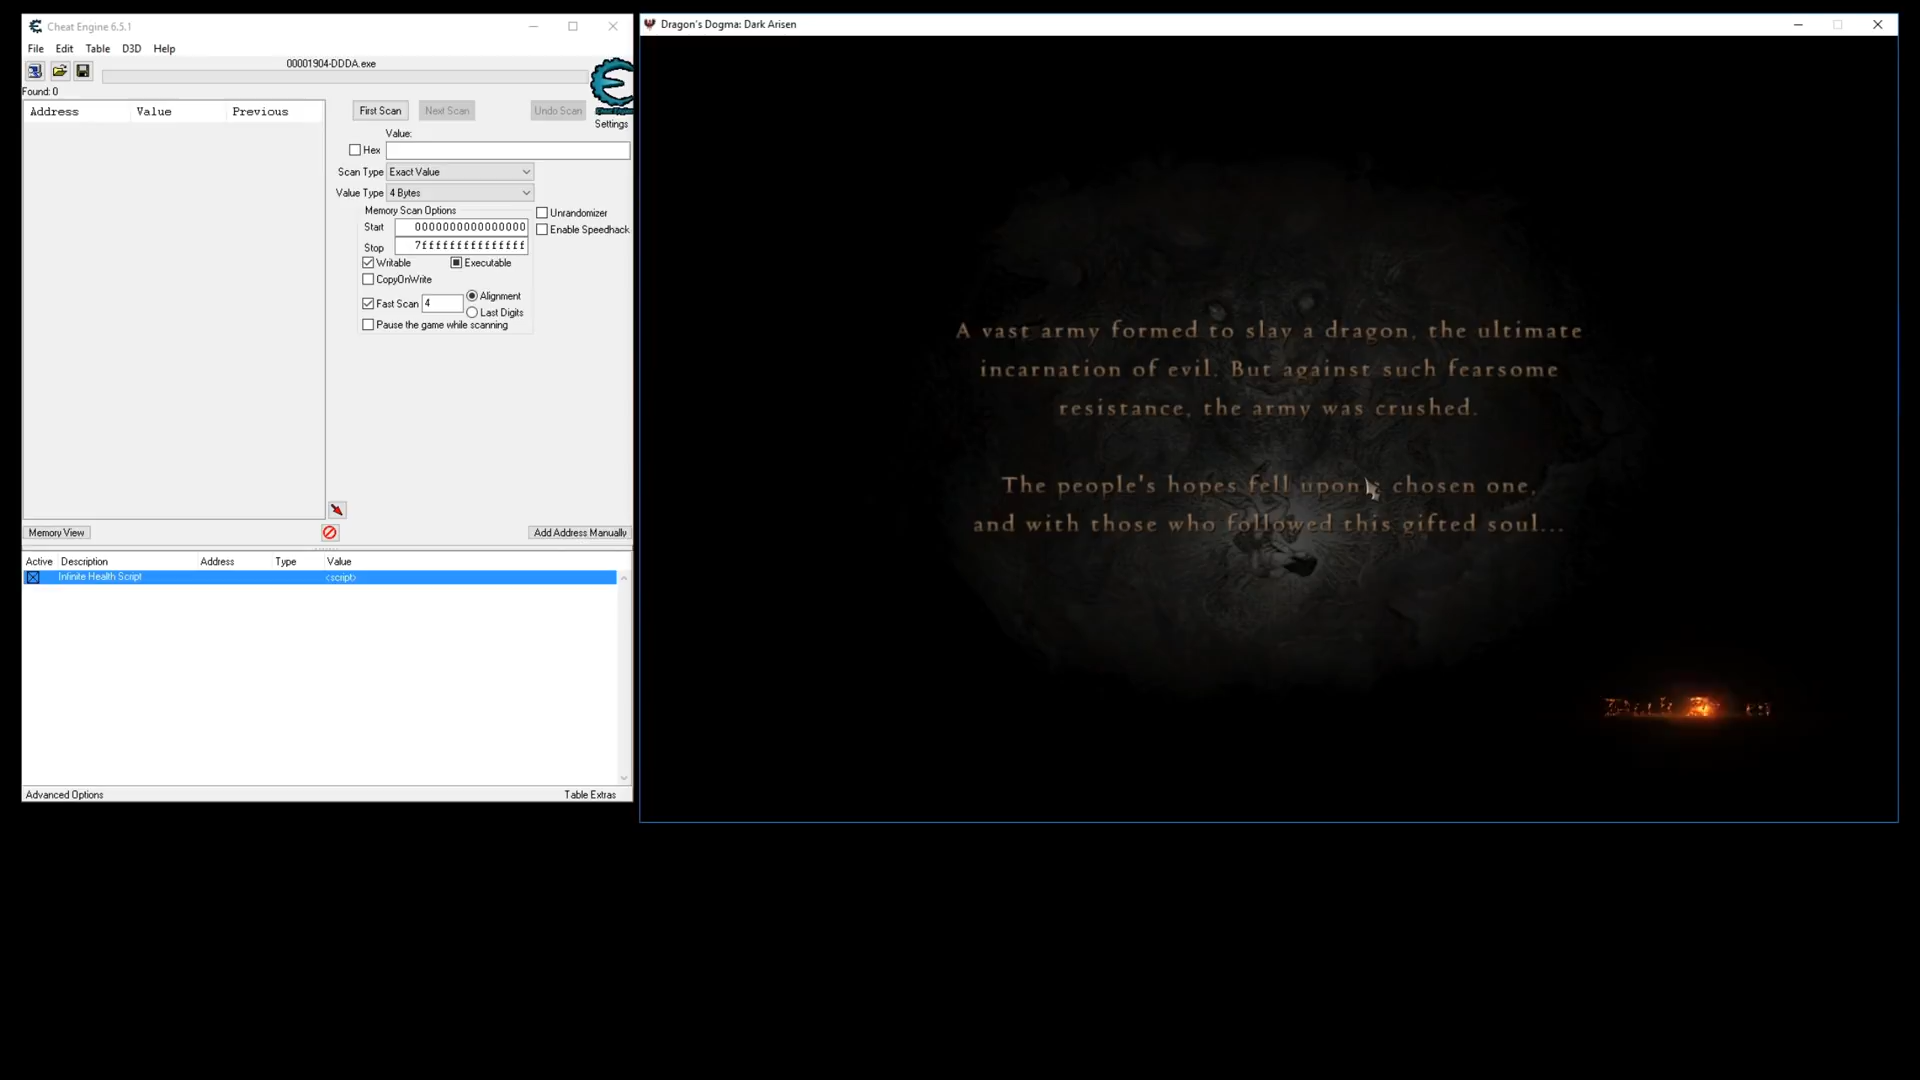 Cheat Engine 6.5.1
File Edit Table D3D Help
00001904-DDDA.exe
Found: 0
Address Value Previous
First Scan Next Scan Undo Scan
Cheat Engine
Settings
Value:
Hex
Scan Type Exact Value
Value Type 4 Bytes
Memory Scan Options
Start 0000000000000000
Stop 7fffffffffffffff
Unrandomizer
Enable Speedhack
Writable Executable
CopyOnWrite
Fast Scan 4 Alignment
Last Digits
Pause the game while scanning
Memory View Add Address Manually
Active Description Address Type Value
Infinite Health Script <script>
Advanced Options Table Extras
Dragon's Dogma: Dark Arisen
A vast army formed to slay a dragon, the ultimate
incarnation of evil. But against such fearsome
resistance, the army was crushed.
The people's hopes fell upon chosen one,
and with those who followed this gifted soul...